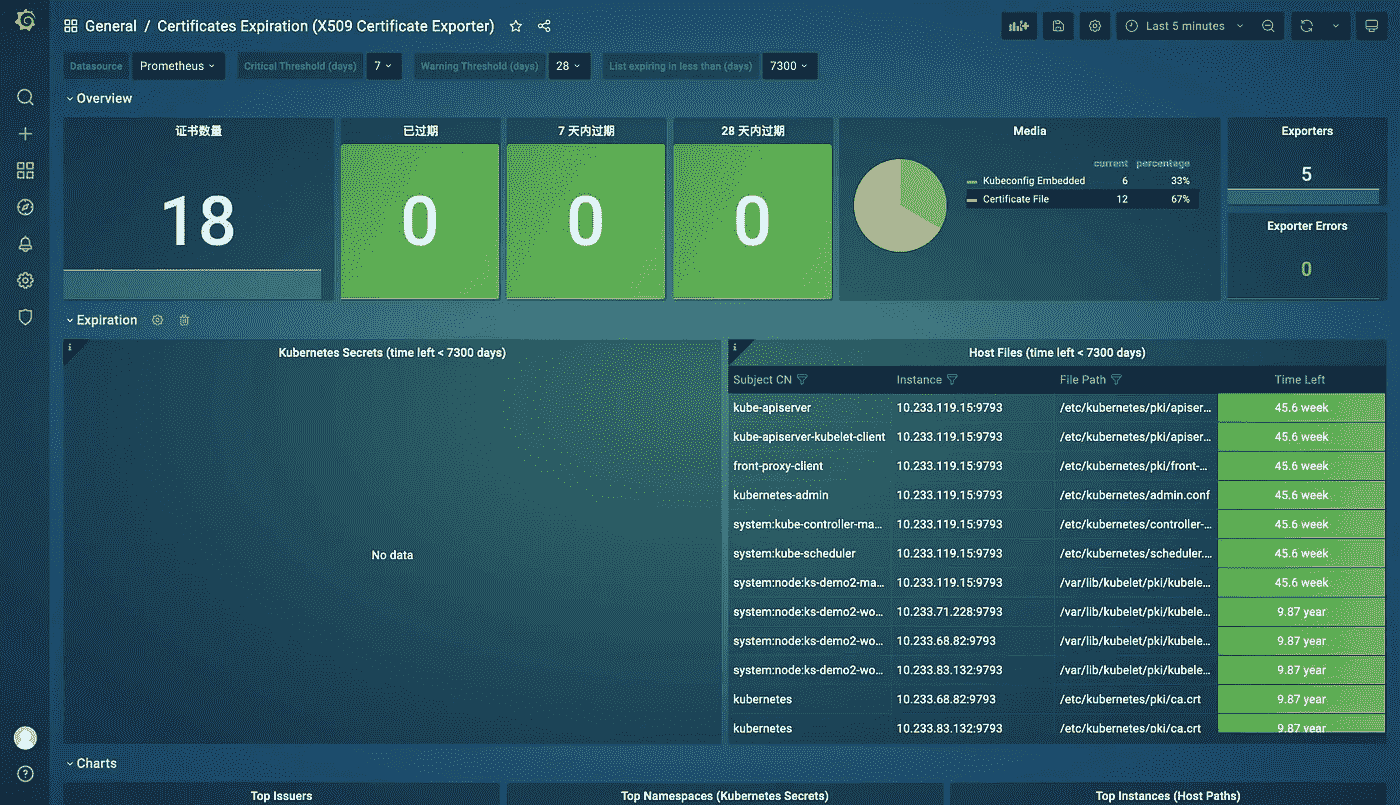 General / Certificates Expiration (X509 Certificate Exporter)
Last 5 minutes
Datasource Prometheus Critical Threshold (days) 7 Warning Threshold (days) 28 List expiring in less than (days) 7300
Overview
证书数量
18
已过期
0
7 天内过期
0
28 天内过期
0
Media
current percentage
Kubeconfig Embedded 6 33%
Certificate File 12 67%
Exporters
5
Exporter Errors
0
Expiration
Kubernetes Secrets (time left < 7300 days)
No data
Host Files (time left < 7300 days)
Subject CN Instance File Path Time Left
kube-apiserver 10.233.119.15:9793 /etc/kubernetes/pki/apiser... 45.6 week
kube-apiserver-kubelet-client 10.233.119.15:9793 /etc/kubernetes/pki/apiser... 45.6 week
front-proxy-client 10.233.119.15:9793 /etc/kubernetes/pki/front-... 45.6 week
kubernetes-admin 10.233.119.15:9793 /etc/kubernetes/admin.conf 45.6 week
system:kube-controller-ma... 10.233.119.15:9793 /etc/kubernetes/controller-... 45.6 week
system:kube-scheduler 10.233.119.15:9793 /etc/kubernetes/scheduler.... 45.6 week
system:node:ks-demo2-ma... 10.233.119.15:9793 /var/lib/kubelet/pki/kubele... 45.6 week
system:node:ks-demo2-wo... 10.233.71.228:9793 /var/lib/kubelet/pki/kubele... 9.87 year
system:node:ks-demo2-wo... 10.233.68.82:9793 /var/lib/kubelet/pki/kubele... 9.87 year
system:node:ks-demo2-wo... 10.233.83.132:9793 /var/lib/kubelet/pki/kubele... 9.87 year
kubernetes 10.233.68.82:9793 /etc/kubernetes/pki/ca.crt 9.87 year
kubernetes 10.233.83.132:9793 /etc/kubernetes/pki/ca.crt 9.87 year
Charts
Top Issuers
Top Namespaces (Kubernetes Secrets)
Top Instances (Host Paths)